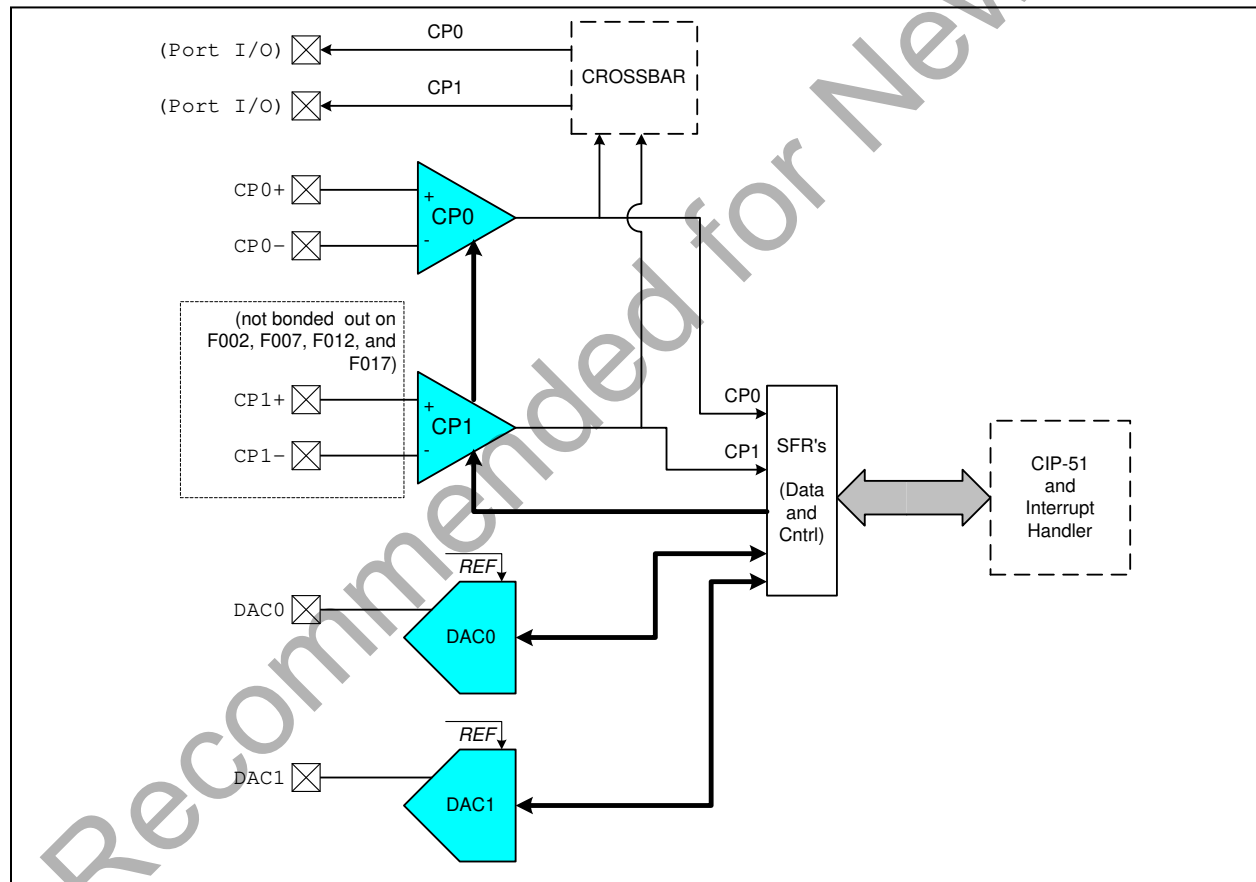 (Port I/O)
CP0
CROSSBAR
(Port I/O)
CP1
CP0+
+
CP0
CP0-
-
(not bonded out on
F002, F007, F012, and
F017)
CP1+
+
CP1
CP1-
-
CP0
CP1
SFR's
(Data
and
Cntrl)
CIP-51
and
Interrupt
Handler
REF
DAC0
DAC0
REF
DAC1
DAC1
Recommended for New